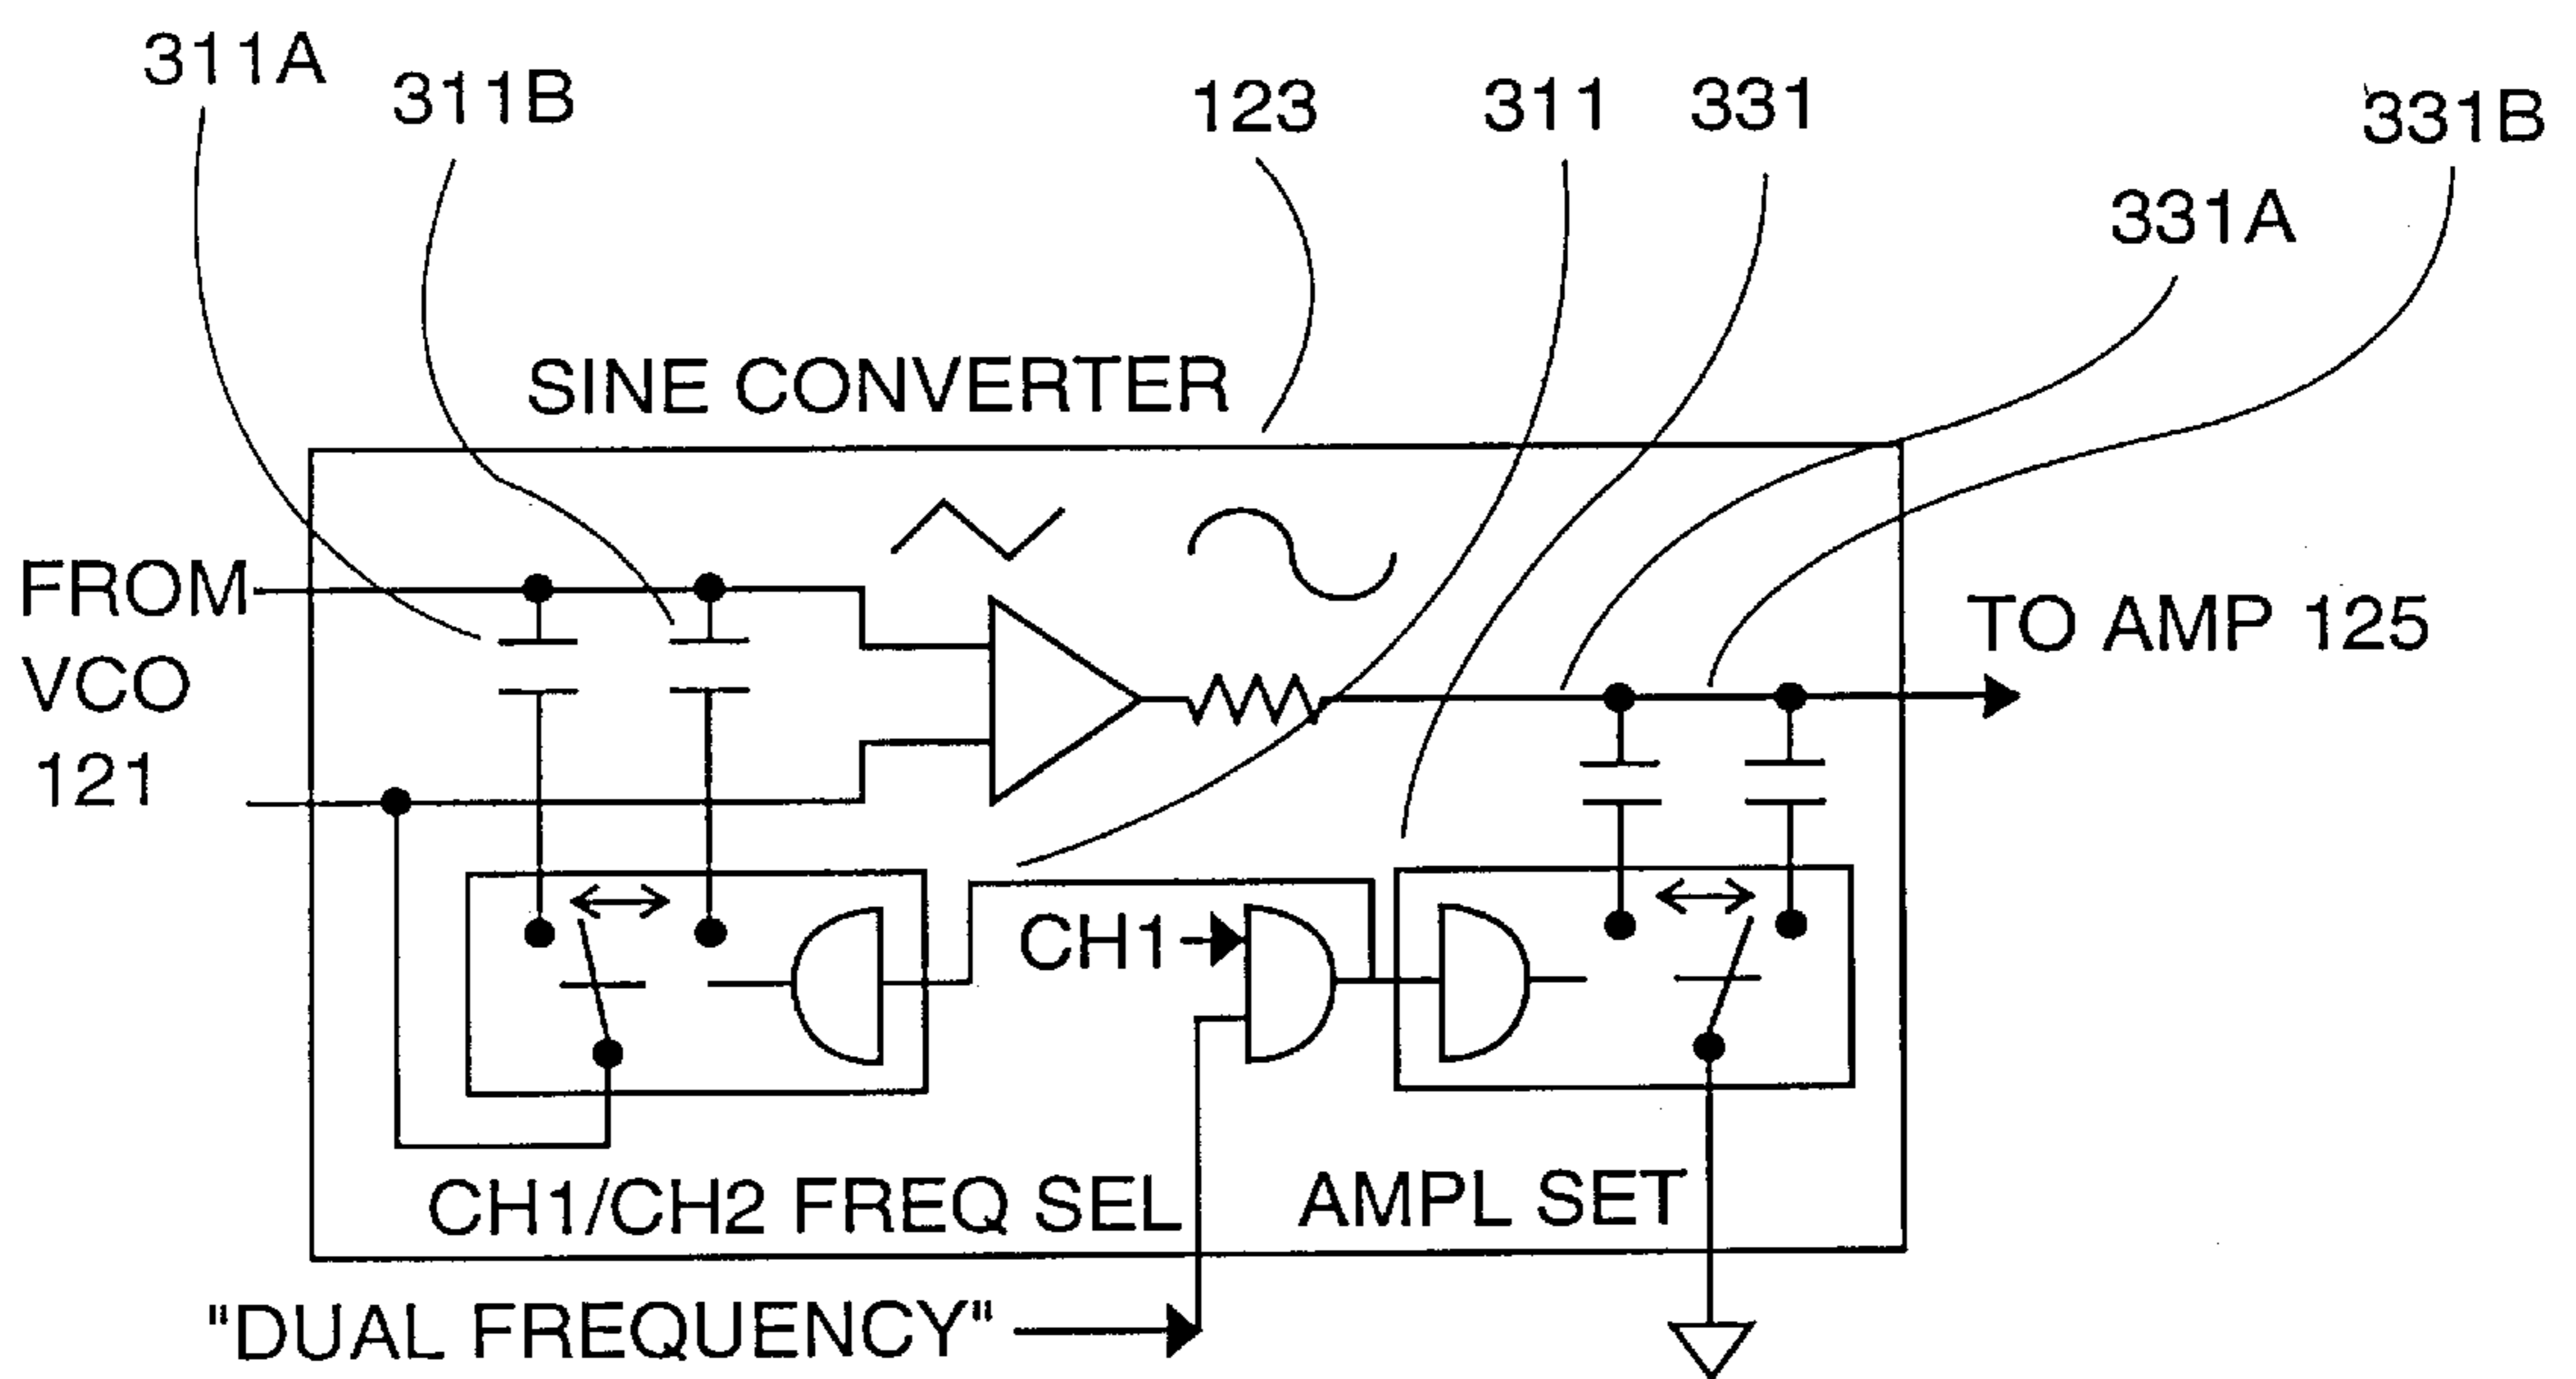 311A
311B
123
311
331
331B
331A
SINE CONVERTER
FROM
VCO
121
TO AMP 125
CH1
CH1/CH2 FREQ SEL
AMPL SET
"DUAL FREQUENCY"